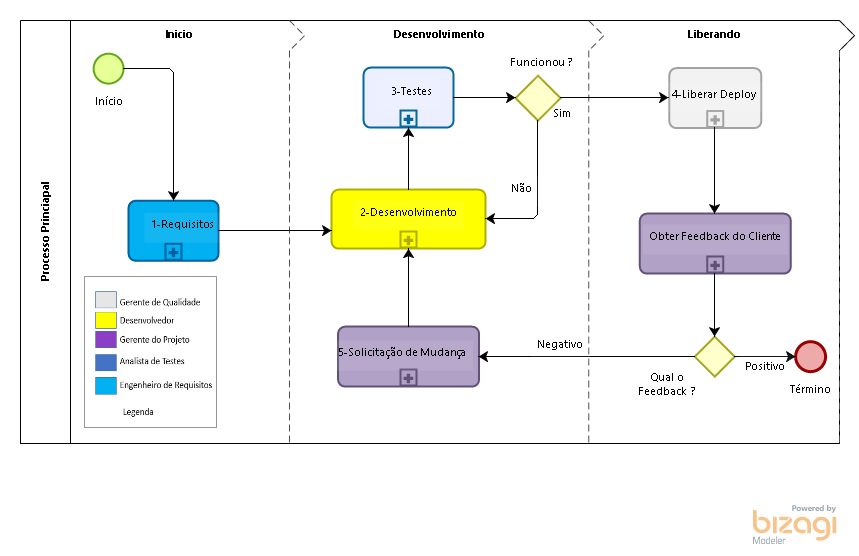 Inicio
Desenvolvimento
Liberando
Processo Princiapal
Início
Funcionou ?
3-Testes
Sim
4-Liberar Deploy
Não
1-Requisitos
2-Desenvolvimento
Obter Feedback do Cliente
Gerente de Qualidade
Desenvolvedor
Gerente do Projeto
Analista de Testes
Engenheiro de Requisitos
Legenda
5-Solicitação de Mudança
Negativo
Qual o
Feedback ?
Positivo
Término
Powered by
bizagi
Modeler